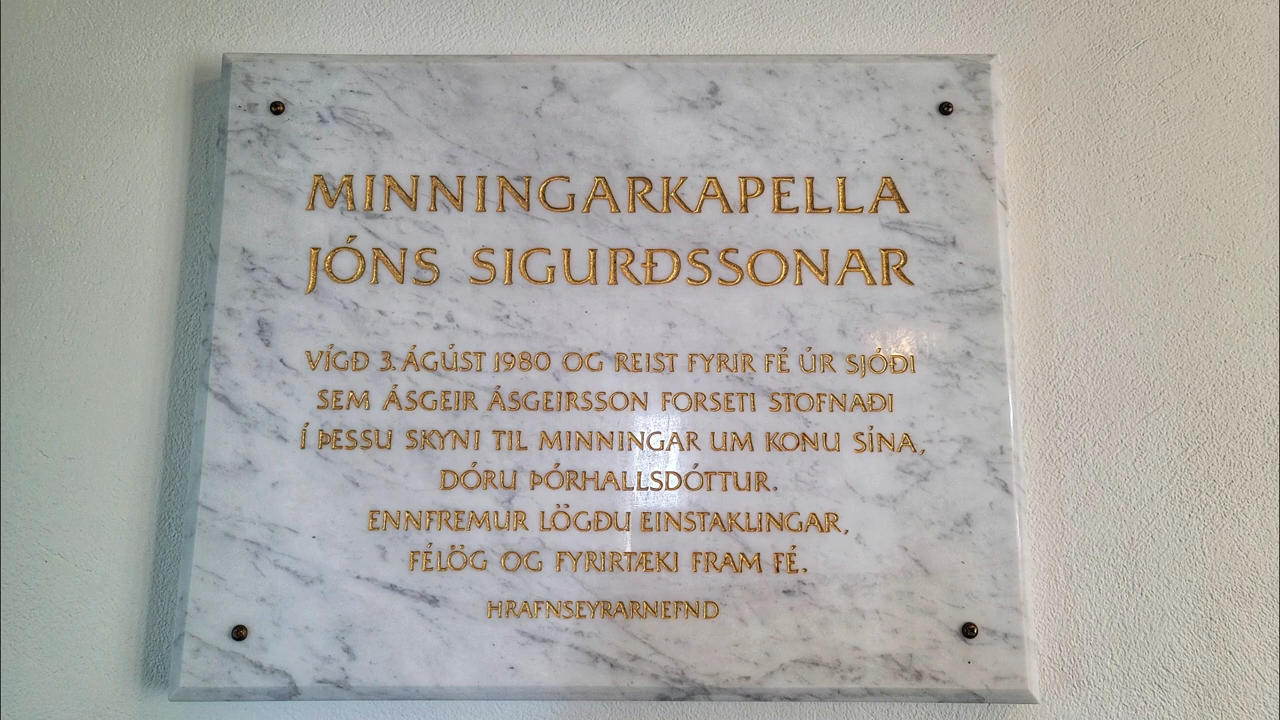 MINNINGARKAPELLA
JÓNS SIGURÐSSONAR
VÍGÐ 3. ÁGÚST 1980 OG REIST FYRIR FÉ ÚR SJÓÐI
SEM ÁSGEIR ÁSGEIRSSON FORSETI STOFNAÐI
Í ÞESSU SKYNI TIL MINNINGAR UM KONU SÍNA,
DÓRU ÞÓRHALLSDÓTTUR.
ENNFREMUR LÖGÐU EINSTAKLINGAR,
FÉLÖG OG FYRIRTÆKI FRAM FÉ.
HRAFNSEYRARNEFND